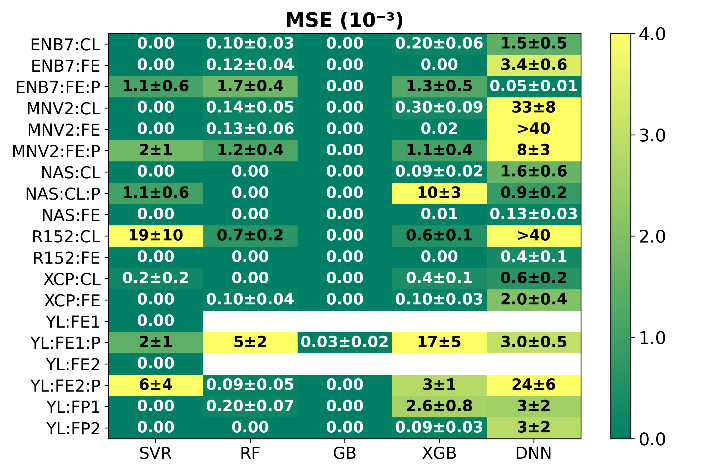 MSE (10⁻³)
ENB7:CL 0.00 0.10±0.03 0.00 0.20±0.06 1.5±0.5
ENB7:FE 0.00 0.12±0.04 0.00 0.00 3.4±0.6
ENB7:FE:P 1.1±0.6 1.7±0.4 0.00 1.3±0.5 0.05±0.01
MNV2:CL 0.00 0.14±0.05 0.00 0.30±0.09 33±8
MNV2:FE 0.00 0.13±0.06 0.00 0.02 >40
MNV2:FE:P 2±1 1.2±0.4 0.00 1.1±0.4 8±3
NAS:CL 0.00 0.00 0.00 0.09±0.02 1.6±0.6
NAS:CL:P 1.1±0.6 0.00 0.00 10±3 0.9±0.2
NAS:FE 0.00 0.00 0.00 0.01 0.13±0.03
R152:CL 19±10 0.7±0.2 0.00 0.6±0.1 >40
R152:FE 0.00 0.00 0.00 0.00 0.4±0.1
XCP:CL 0.2±0.2 0.00 0.00 0.4±0.1 0.6±0.2
XCP:FE 0.00 0.10±0.04 0.00 0.10±0.03 2.0±0.4
YL:FE1 0.00
YL:FE1:P 2±1 5±2 0.03±0.02 17±5 3.0±0.5
YL:FE2 0.00
YL:FE2:P 6±4 0.09±0.05 0.00 3±1 24±6
YL:FP1 0.00 0.20±0.07 0.00 2.6±0.8 3±2
YL:FP2 0.00 0.00 0.00 0.09±0.03 3±2
SVR RF GB XGB DNN
4.0
3.0
2.0
1.0
0.0